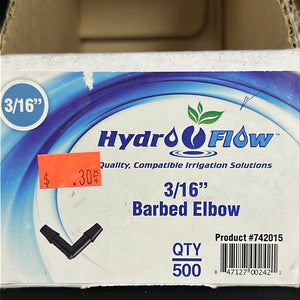 3/16"
Hydro Flow™
Quality, Compatible Irrigation Solutions
$ .30
3/16"
Barbed Elbow
Product #742015
QTY
500
8 47127 00242 1